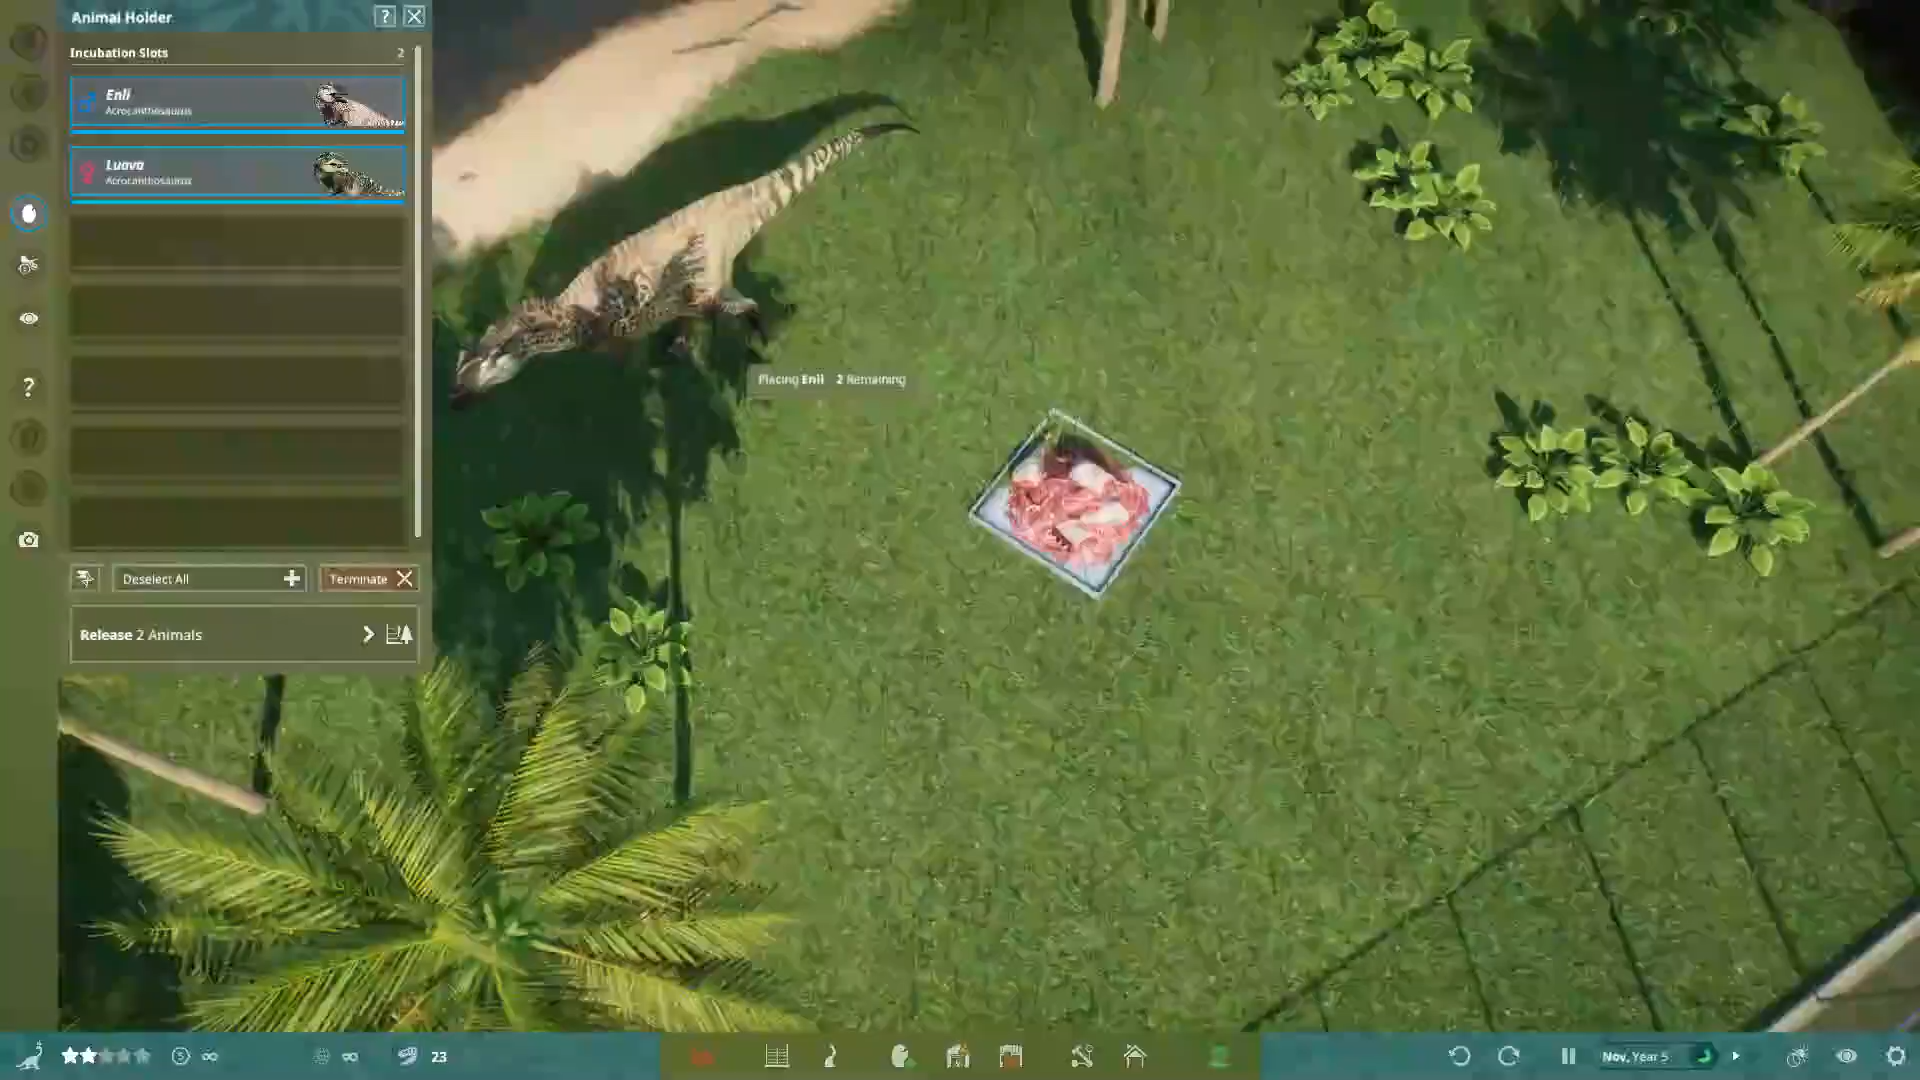 Animal Holder
?
Incubation Slots 2
Enli
Acrocanthosaurus
Luava
Acrocanthosaurus
Placing Enli 2 Remaining
?
Deselect All
Terminate
Release 2 Animals
∞
∞
23
Nov, Year 5